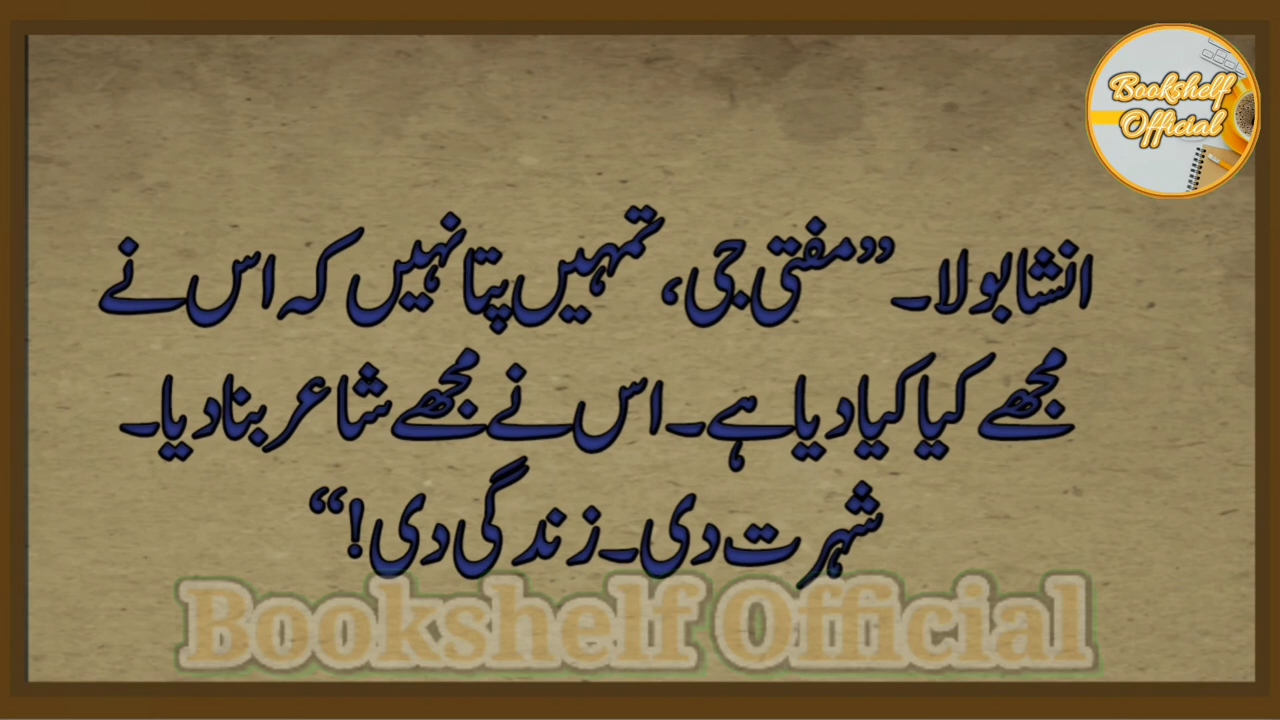 Bookshelf
Official
انشا بولا۔ ”مفتی جی، تمہیں پتا نہیں کہ اس نے
مجھے کیا کیا دیا ہے۔ اس نے مجھے شاعر بنا دیا۔
شہرت دی۔ زندگی دی!“
Bookshelf Official